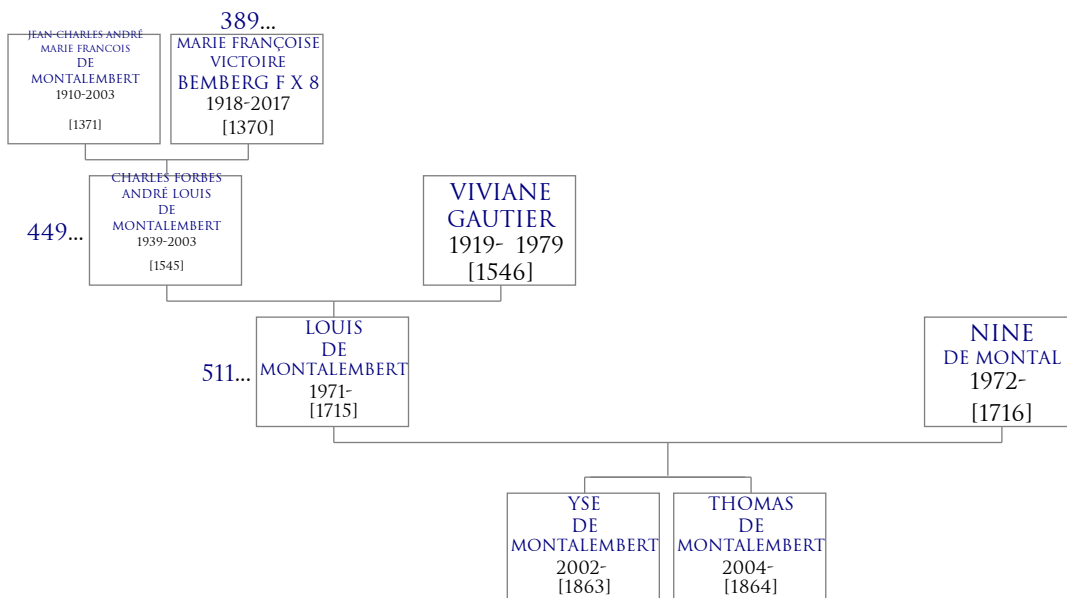 389...
JEAN-CHARLES ANDRÉ
MARIE FRANCOIS
DE
MONTALEMBERT
1910-2003
[1371]
MARIE FRANÇOISE
VICTOIRE
BEMBERG F X 8
1918-2017
[1370]
449...
CHARLES FORBES
ANDRÉ LOUIS
DE
MONTALEMBERT
1939-2003
[1545]
VIVIANE
GAUTIER
1919- 1979
[1546]
511...
LOUIS
DE
MONTALEMBERT
1971-
[1715]
NINE
DE MONTAL
1972-
[1716]
YSE
DE
MONTALEMBERT
2002-
[1863]
THOMAS
DE
MONTALEMBERT
2004-
[1864]